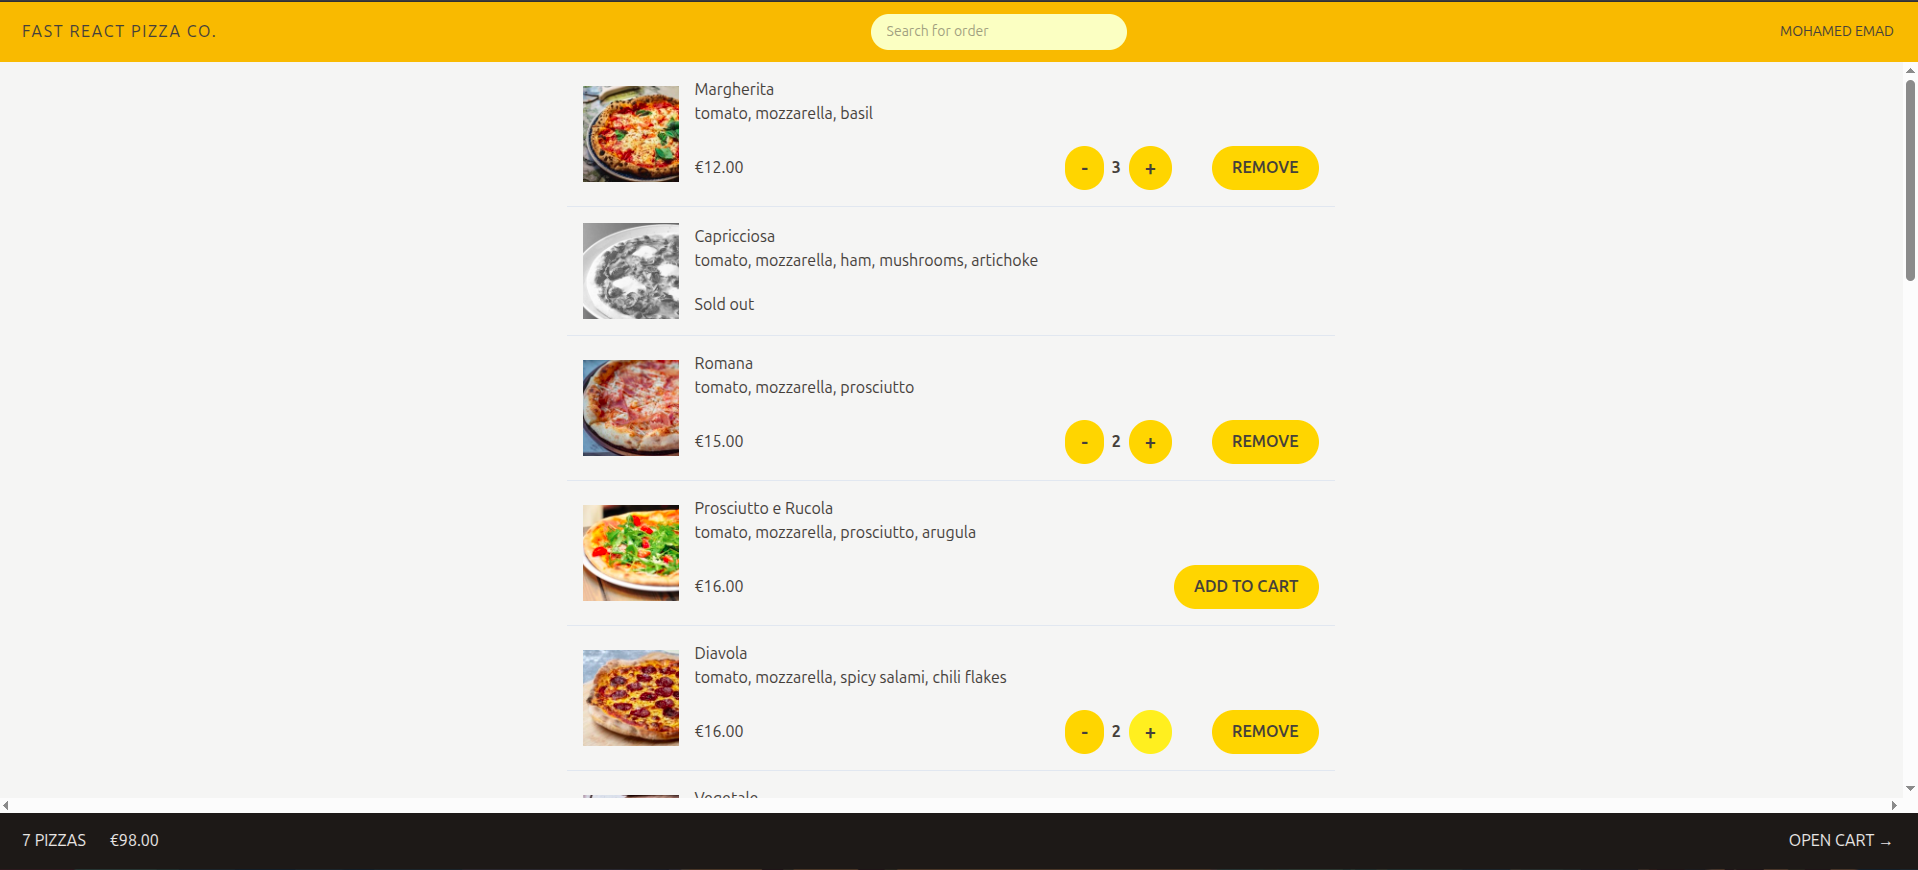 FAST REACT PIZZA CO.
Search for order
MOHAMED EMAD
Margherita
tomato, mozzarella, basil
€12.00
- 3 +
REMOVE
Capricciosa
tomato, mozzarella, ham, mushrooms, artichoke
Sold out
Romana
tomato, mozzarella, prosciutto
€15.00
- 2 +
REMOVE
Prosciutto e Rucola
tomato, mozzarella, prosciutto, arugula
€16.00
ADD TO CART
Diavola
tomato, mozzarella, spicy salami, chili flakes
€16.00
- 2 +
REMOVE
Vegetale
7 PIZZAS €98.00
OPEN CART →